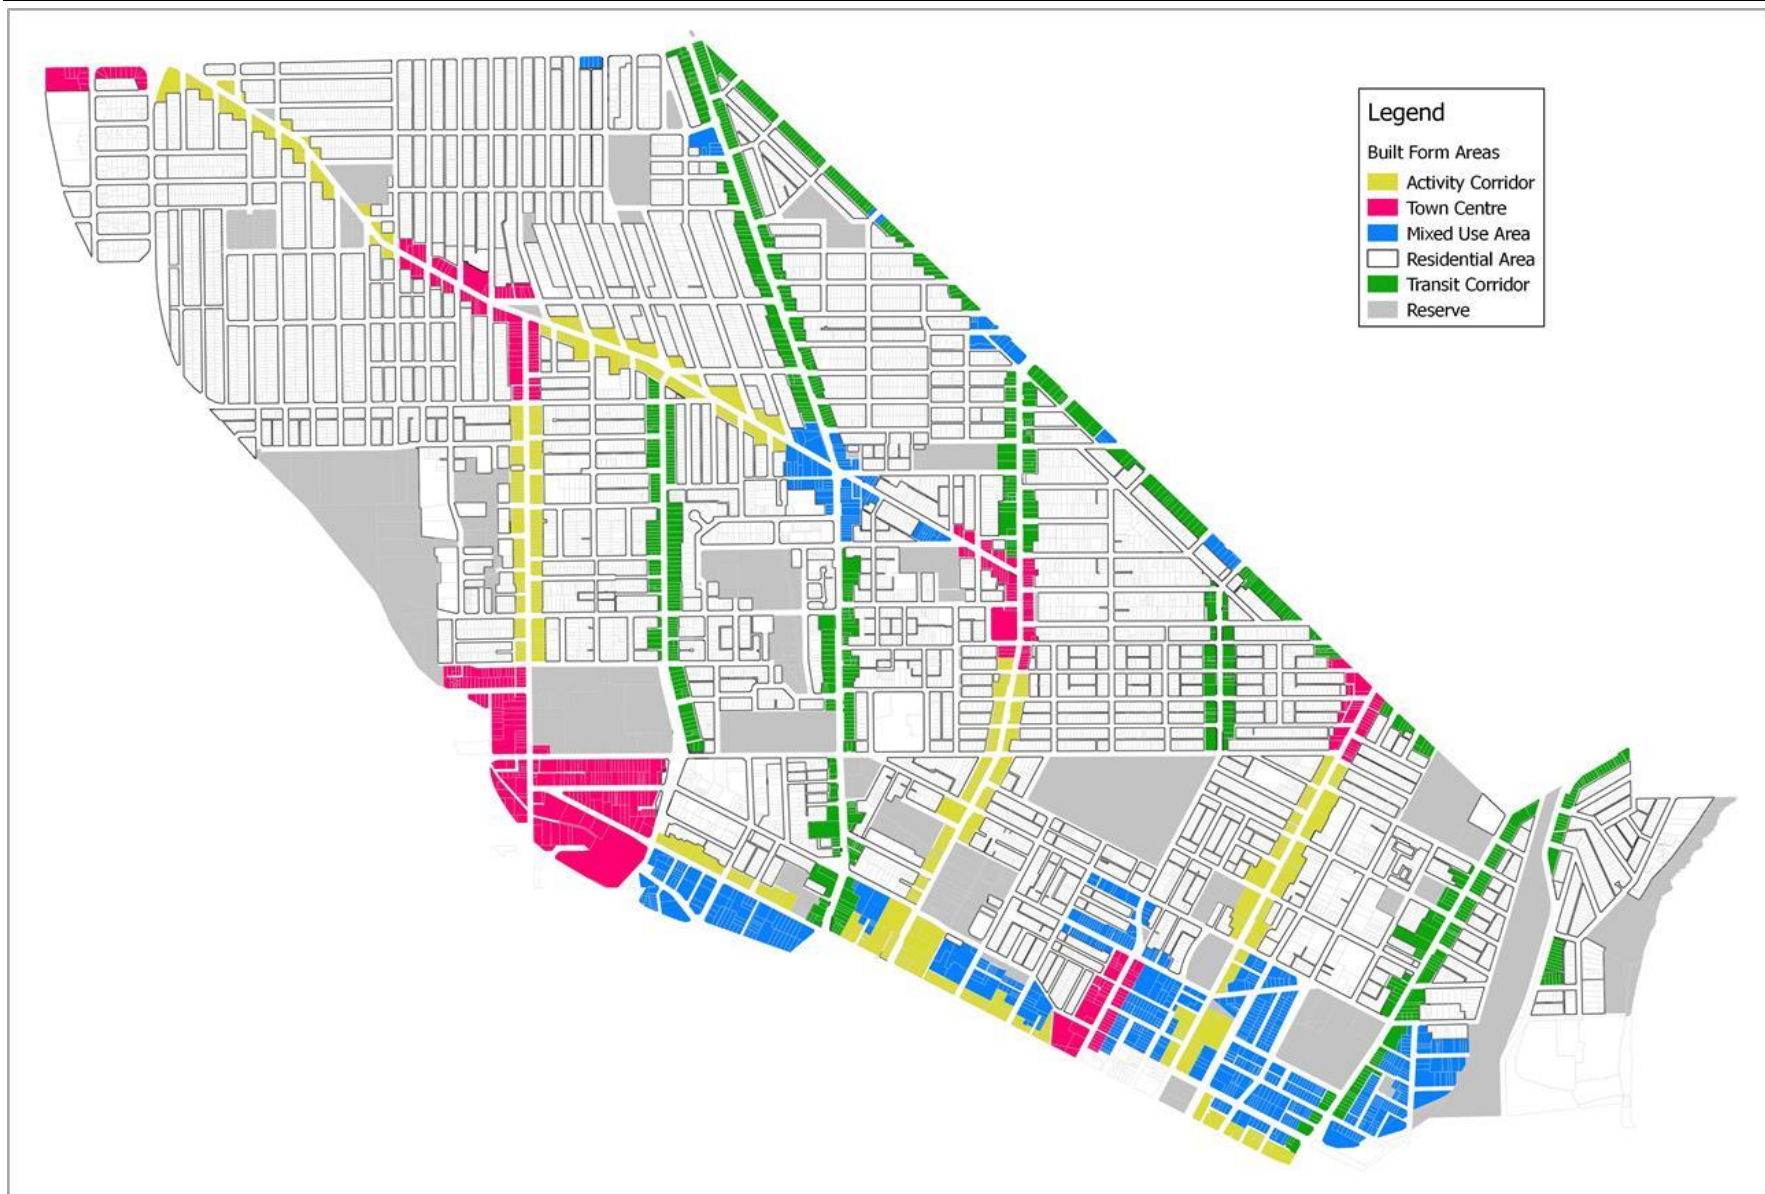 Legend
Built Form Areas
Activity Corridor
Town Centre
Mixed Use Area
Residential Area
Transit Corridor
Reserve